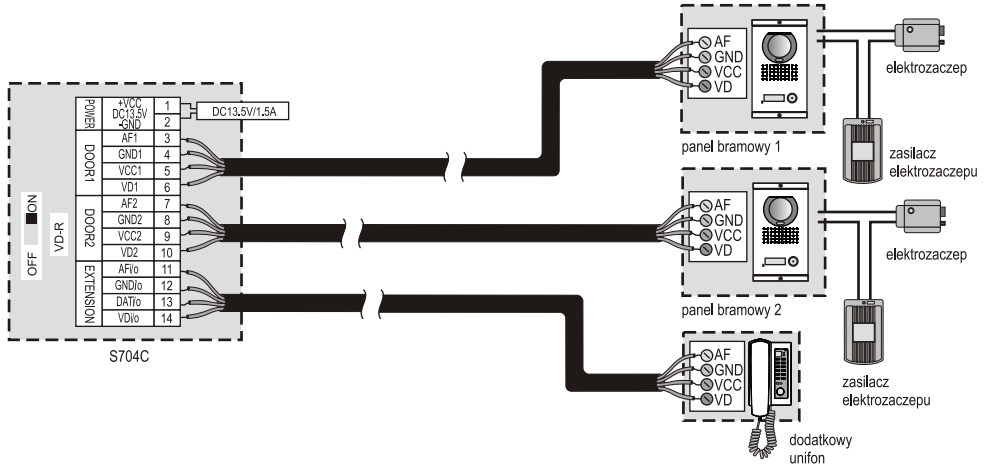 OFF
ON
VD-R
POWER
+VCC
DC13.5V
-GND
1
2
DC13.5V/1.5A
DOOR1
AF1
3
GND1
4
VCC1
5
VD1
6
DOOR2
AF2
7
GND2
8
VCC2
9
VD2
10
EXTENSION
AFi/o
11
GNDi/o
12
DATi/o
13
VDi/o
14
S704C
AF
GND
VCC
VD
panel bramowy 1
elektrozaczep
zasilacz
elektrozaczepu
AF
GND
VCC
VD
panel bramowy 2
elektrozaczep
zasilacz
elektrozaczepu
AF
GND
VCC
VD
dodatkowy
unifon